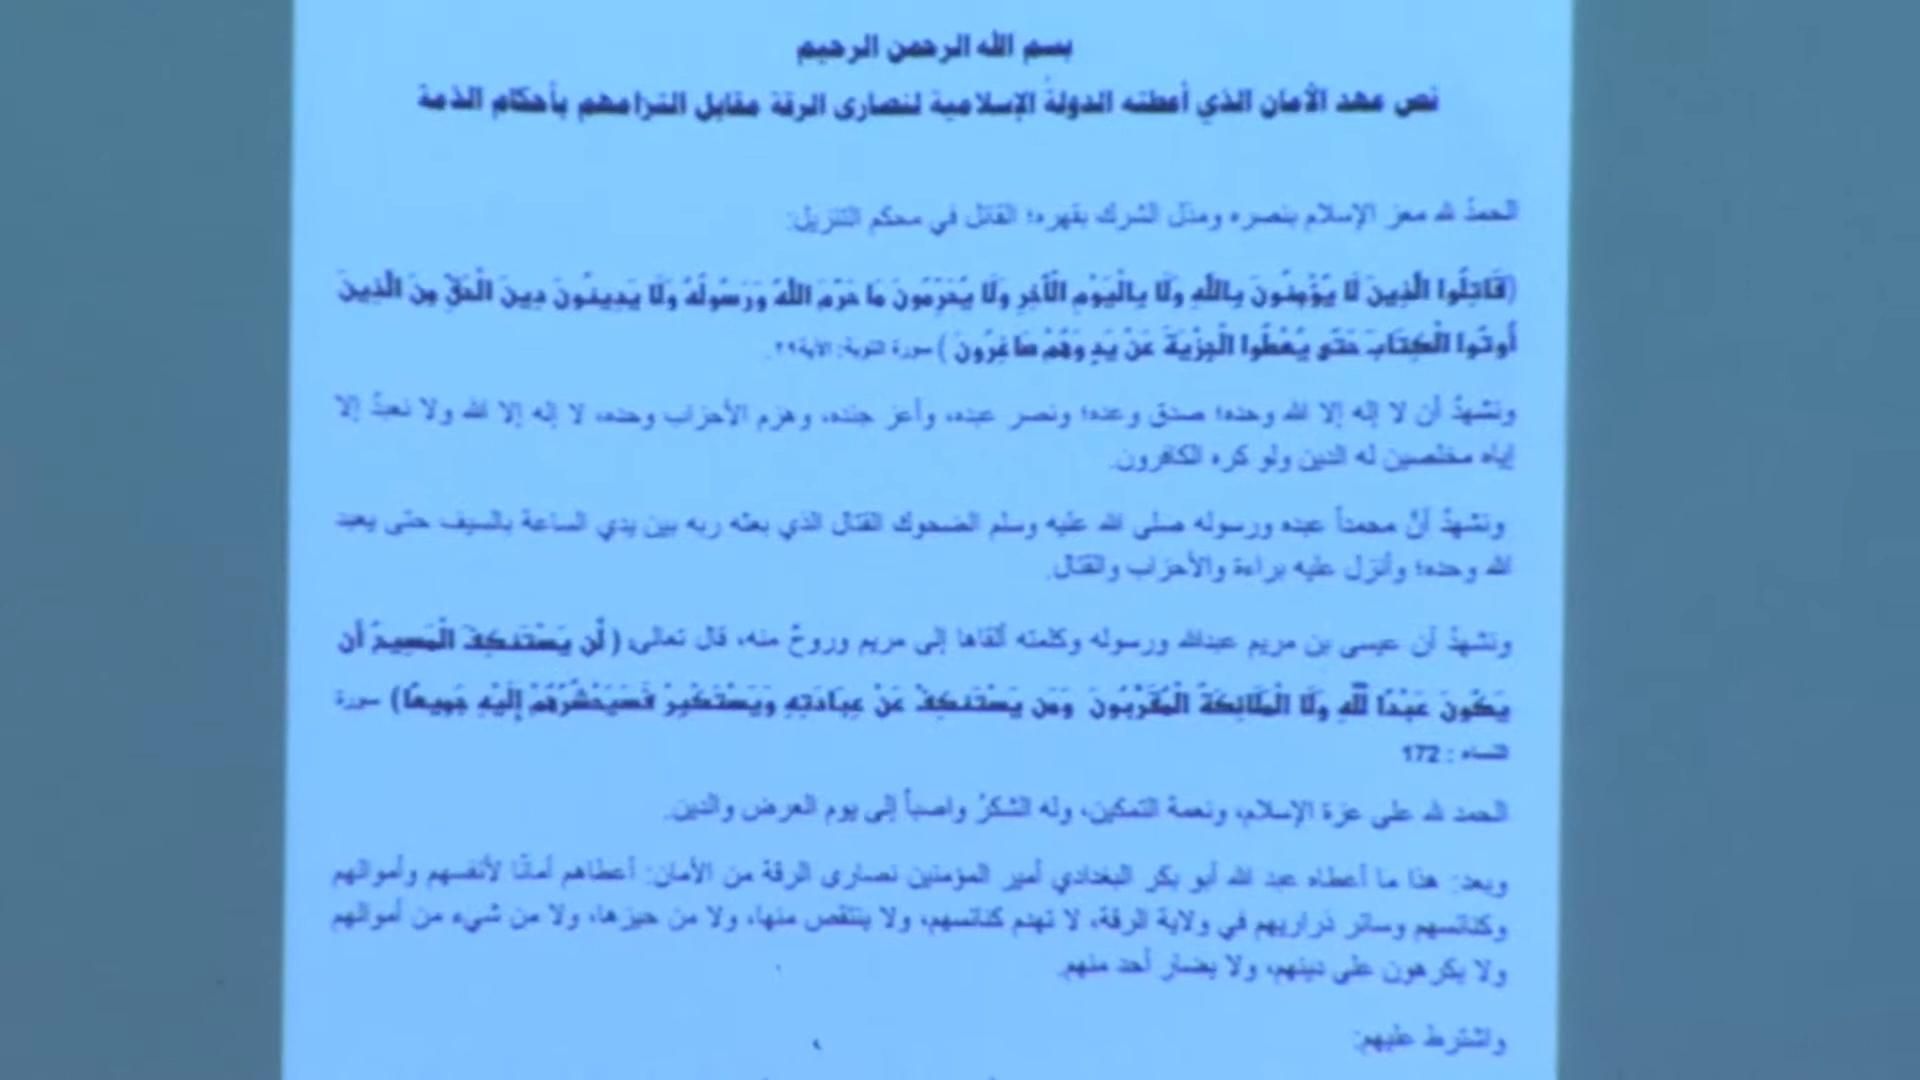 بسم الله الرحمن الرحيم
نص عهد الأمان الذي أعطته الدولةُ الإسلامية لنصارى الرقة مقابل التزامهم بأحكام الذمة
الحمدُ لله معز الإسلام بنصره ومذل الشرك بقهره؛ القائل في محكم التنزيل:
(قَاتِلُوا الَّذِينَ لَا يُؤْمِنُونَ بِاللَّهِ وَلَا بِالْيَوْمِ الْآخِرِ وَلَا يُحَرِّمُونَ مَا حَرَّمَ اللَّهُ وَرَسُولُهُ وَلَا يَدِينُونَ دِينَ الْحَقِّ مِنَ الَّذِينَ
أُوتُوا الْكِتَابَ حَتَّى يُعْطُوا الْجِزْيَةَ عَنْ يَدٍ وَهُمْ صَاغِرُونَ) سورة التوبة: الآية ٢٩.
ونشهدُ أن لا إله إلا الله وحده؛ صدق وعده؛ ونصر عبده، وأعز جنده، وهزم الأحزاب وحده، لا إله إلا الله ولا نعبدُ إلا
إياه مخلصين له الدين ولو كره الكافرون.
ونشهدُ أنَّ محمداً عبده ورسوله صلى الله عليه وسلم الضحوك القتال الذي بعثه ربه بين يدي الساعة بالسيف حتى يعبد
الله وحده؛ وأنزل عليه براءة والأحزاب والقتال.
ونشهدُ أن عيسى بن مريم عبدالله ورسوله وكلمته ألقاها إلى مريم وروحٌ منه، قال تعالى: (لَّن يَسْتَنكِفَ الْمَسِيحُ أَن
يَكُونَ عَبْدًا لِّلَّهِ وَلَا الْمَلَائِكَةُ الْمُقَرَّبُونَ وَمَن يَسْتَنكِفْ عَنْ عِبَادَتِهِ وَيَسْتَكْبِرْ فَسَيَحْشُرُهُمْ إِلَيْهِ جَمِيعًا) سورة
النساء : 172
الحمد لله على عزة الإسلام، ونعمة التمكين، وله الشكرُ واصباً إلى يوم العرض والدين.
وبعد: هذا ما أعطاه عبد الله أبو بكر البغدادي أمير المؤمنين نصارى الرقة من الأمان: أعطاهم أمانًا لأنفسهم وأموالهم
وكنائسهم وسائر ذراريهم في ولاية الرقة، لا تهدم كنائسهم، ولا ينتقص منها، ولا من حيزها، ولا من شيء من أموالهم
ولا يكرهون على دينهم، ولا يضار أحد منهم.
واشترط عليهم: